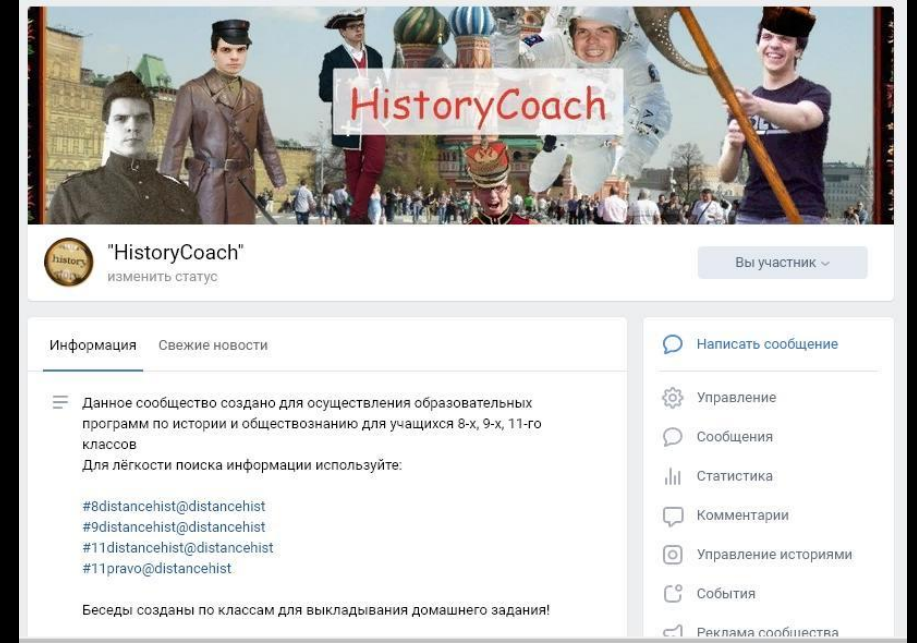 HistoryCoach
history
"HistoryCoach"
изменить статус
Вы участник
Информация
Свежие новости
Данное сообщество создано для осуществления образовательных
программ по истории и обществознанию для учащихся 8-х, 9-х, 11-го
классов
Для лёгкости поиска информации используйте:
#8distancehist@distancehist
#9distancehist@distancehist
#11distancehist@distancehist
#11pravo@distancehist
Беседы созданы по классам для выкладывания домашнего задания!
Написать сообщение
Управление
Сообщения
Статистика
Комментарии
Управление историями
События
Реклама сообщества